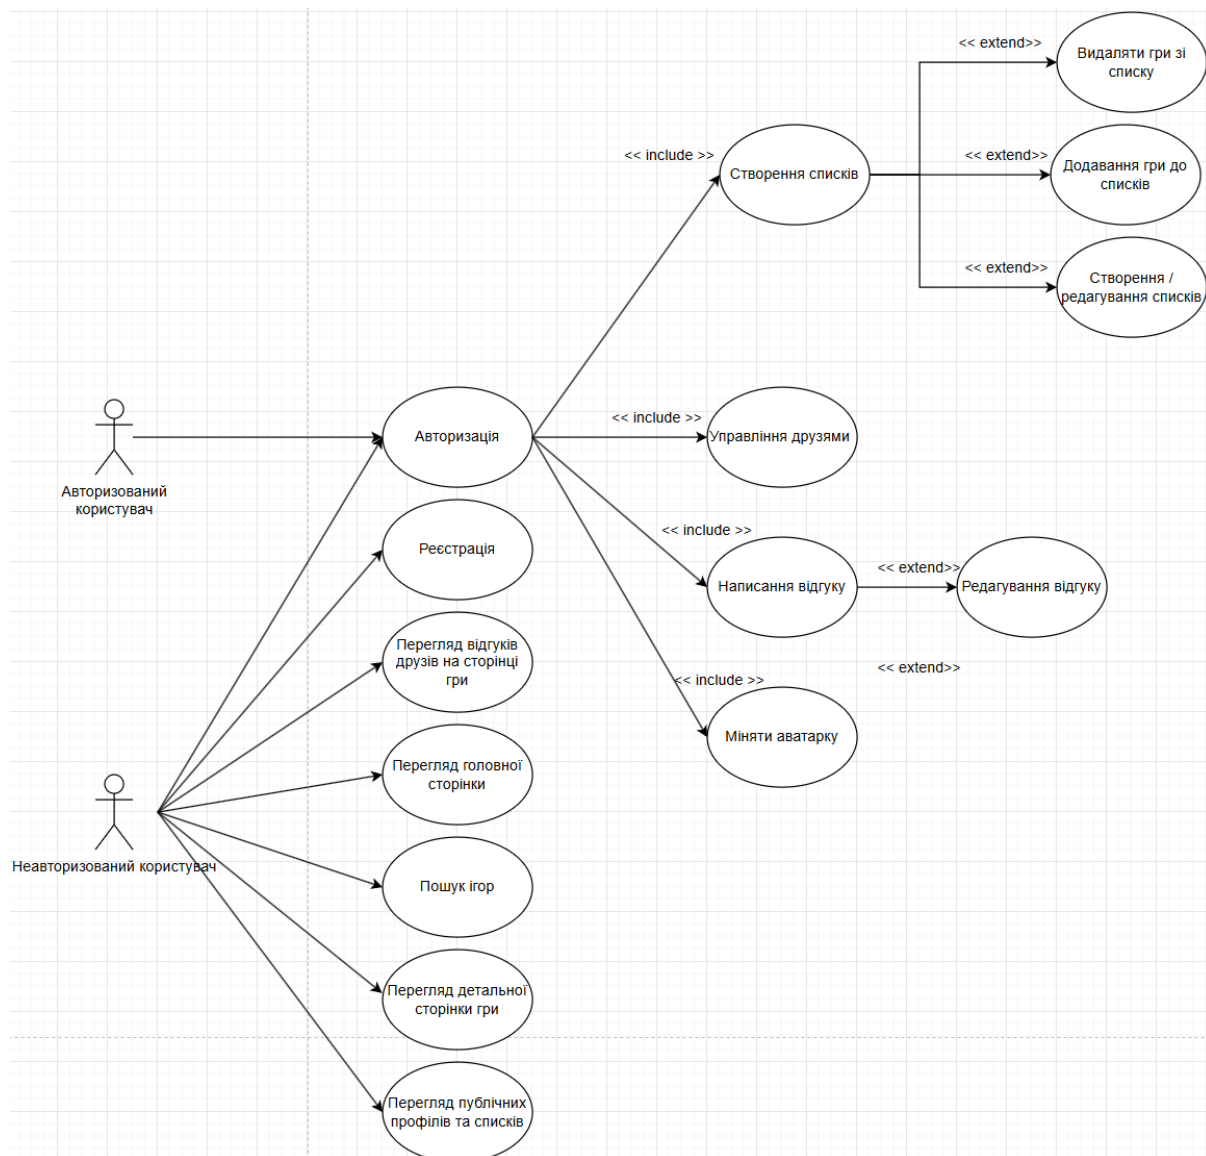 << extend>>
Видаляти гри зі
списку
<< include >>
Створення списків
<< extend>>
Додавання гри до
списків
<< extend>>
Створення /
редагування списків
Авторизований
користувач
Авторизація
<< include >>
Управління друзями
Реєстрація
<< include >>
Написання відгуку
<< extend>>
Редагування відгуку
Перегляд відгуків
друзів на сторінці
гри
<< include >>
<< extend>>
Міняти аватарку
Перегляд головної
сторінки
Неавторизований користувач
Пошук ігор
Перегляд детальної
сторінки гри
Перегляд публічних
профілів та списків